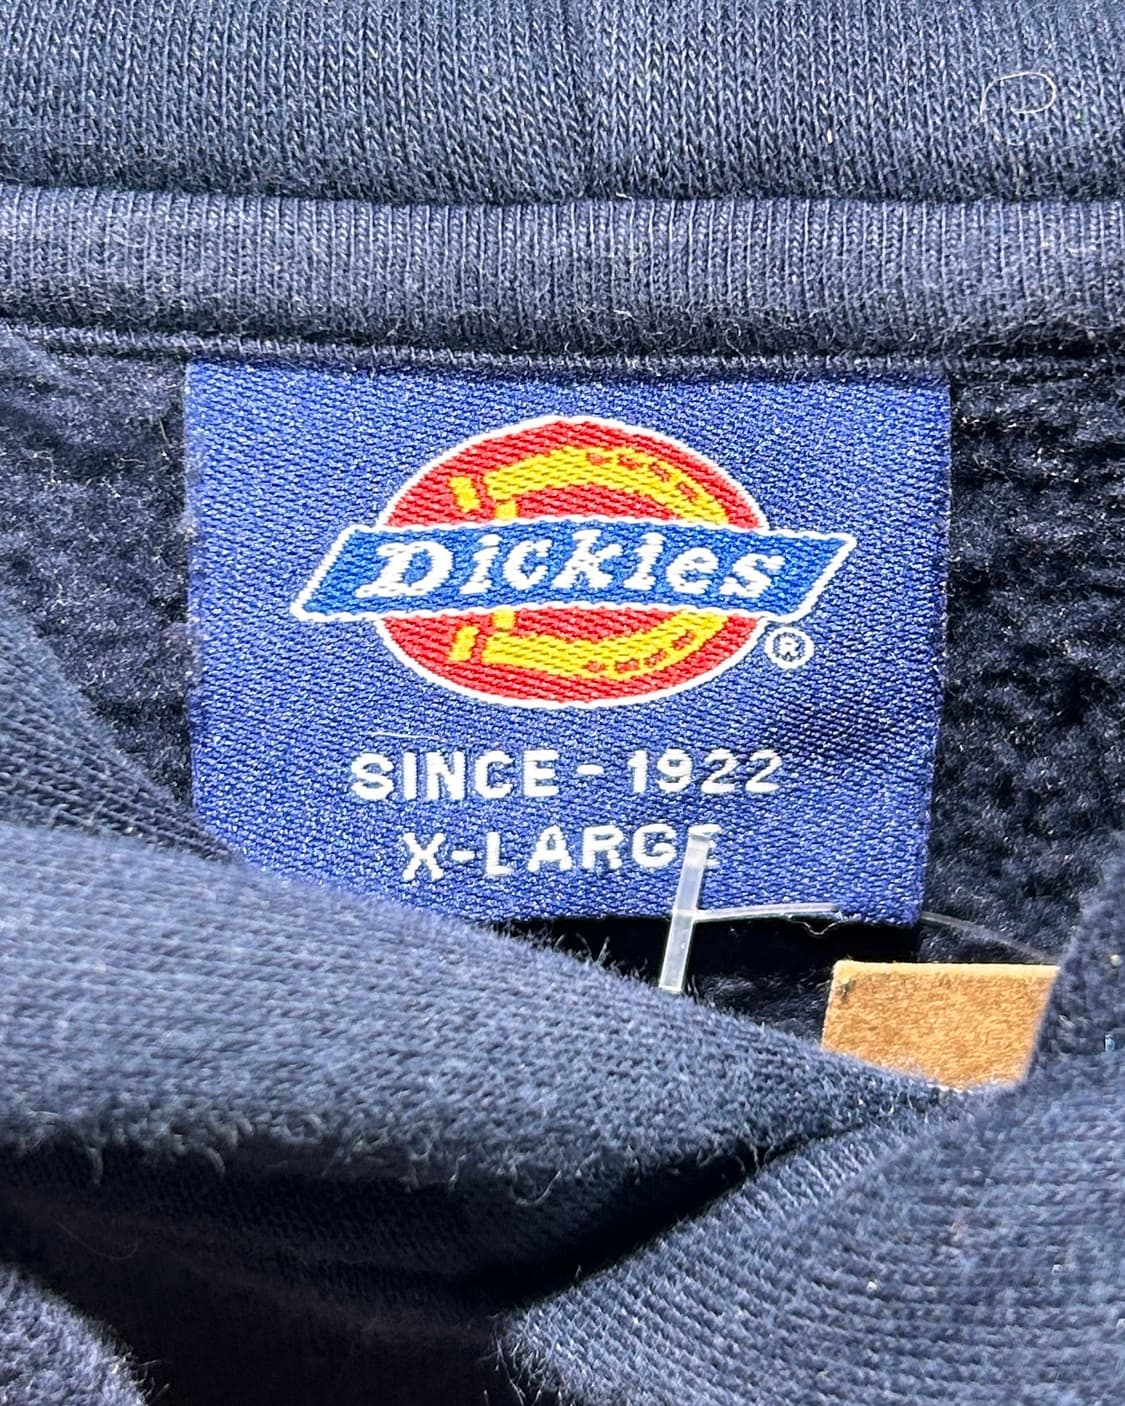 Dickies
®
SINCE - 1922
X-LARGE